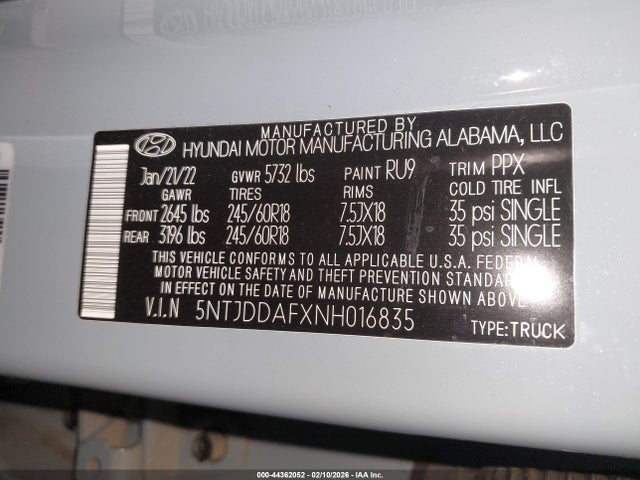 MANUFACTURED BY
HYUNDAI MOTOR MANUFACTURING ALABAMA, LLC
Jan/21/22 GVWR 5732 lbs PAINT RU9 TRIM PPX
GAWR TIRES RIMS COLD TIRE INFL
FRONT 2645 lbs 245/60R18 7.5JX18 35 psi SINGLE
REAR 3196 lbs 245/60R18 7.5JX18 35 psi SINGLE
THIS VEHICLE CONFORMS TO ALL APPLICABLE U.S.A. FEDERAL
MOTOR VEHICLE SAFETY AND THEFT PREVENTION STANDARDS
IN EFFECT ON THE DATE OF MANUFACTURE SHOWN ABOVE.
V.I.N 5NTJDDAFXNH016835 TYPE:TRUCK
000-44362052 - 02/10/2026 - IAA Inc.